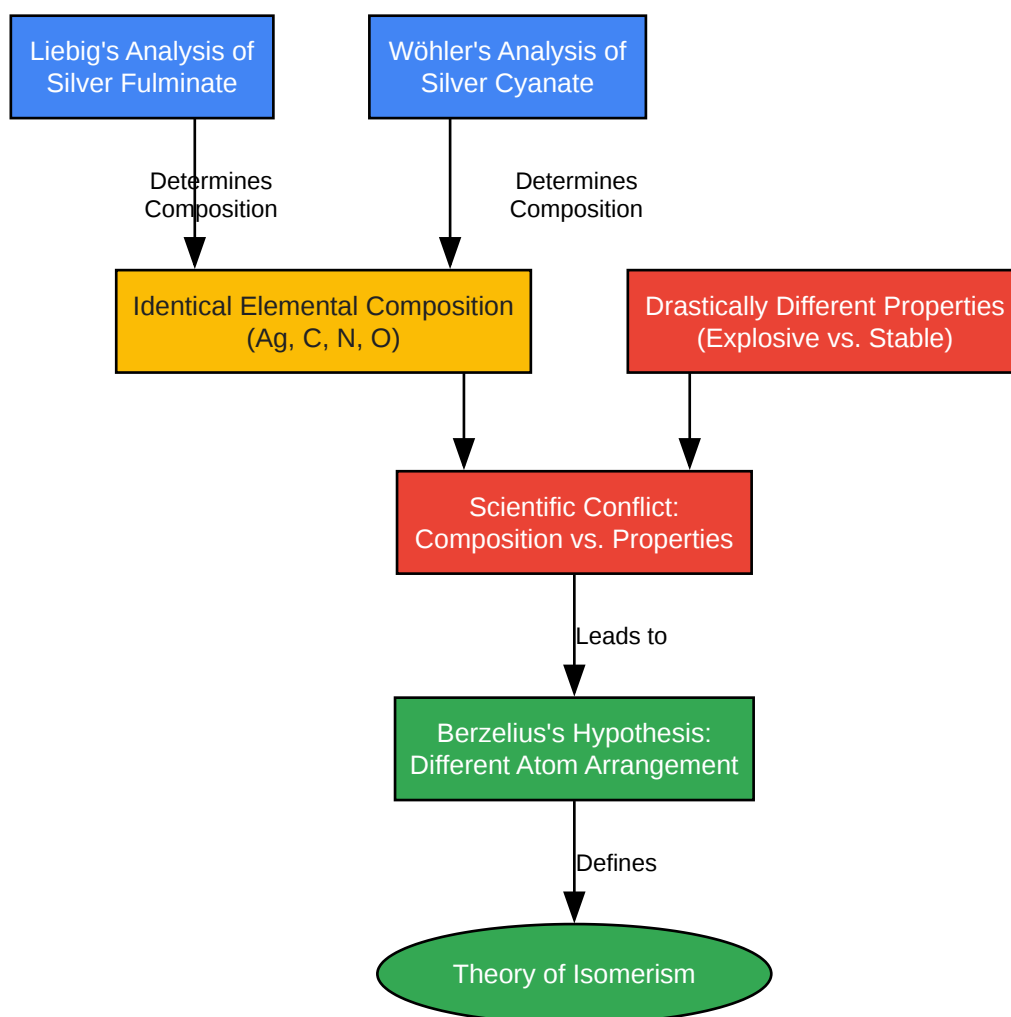 Liebig's Analysis of
Silver Fulminate
Wöhler's Analysis of
Silver Cyanate
Determines
Composition
Determines
Composition
Identical Elemental Composition
(Ag, C, N, O)
Drastically Different Properties
(Explosive vs. Stable)
Scientific Conflict:
Composition vs. Properties
Leads to
Berzelius's Hypothesis:
Different Atom Arrangement
Defines
Theory of Isomerism